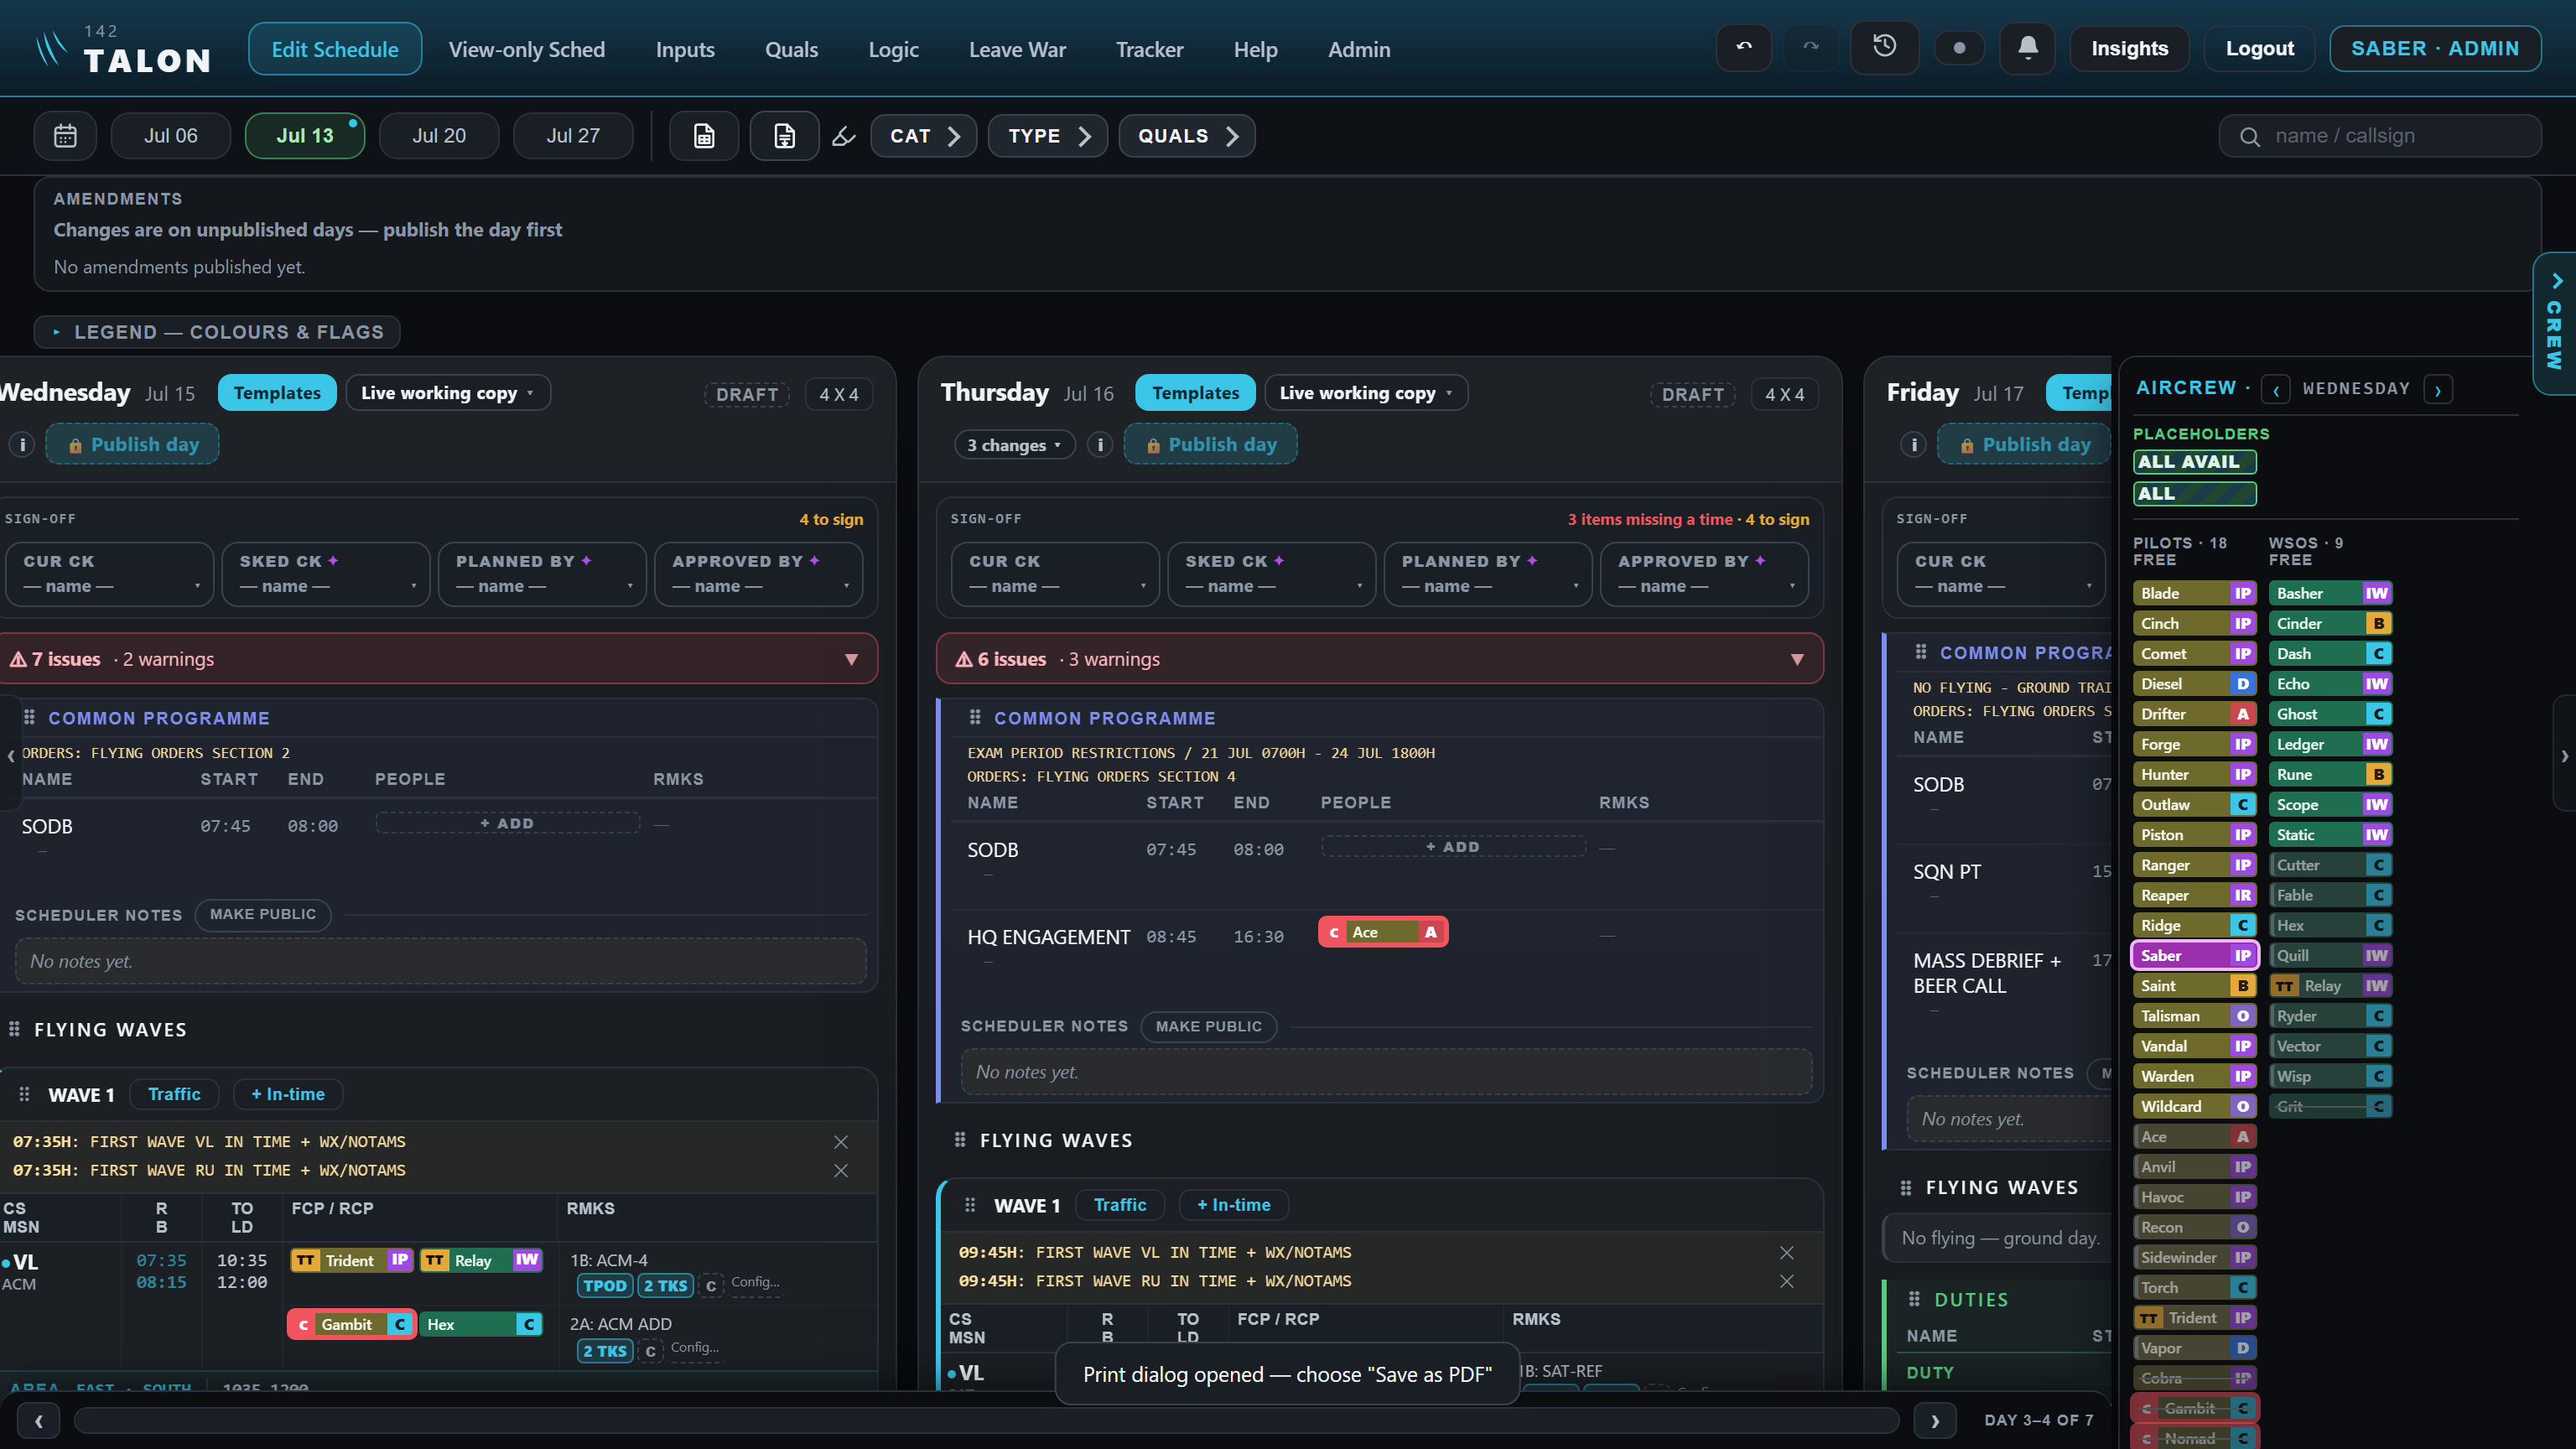 142
TALON
Edit Schedule
View-only Sched
Inputs
Quals
Logic
Leave War
Tracker
Help
Admin
Insights
Logout
SABER · ADMIN
Jul 06
Jul 13
Jul 20
Jul 27
CAT
TYPE
QUALS
name / callsign
AMENDMENTS
Changes are on unpublished days — publish the day first
No amendments published yet.
LEGEND — COLOURS & FLAGS
CREW
Wednesday Jul 15 Templates Live working copy DRAFT 4 X 4
i Publish day
SIGN-OFF 4 to sign
CUR CK SKED CK PLANNED BY APPROVED BY
— name — — name — — name — — name —
7 issues · 2 warnings
COMMON PROGRAMME
ORDERS: FLYING ORDERS SECTION 2
NAME START END PEOPLE RMKS
SODB 07:45 08:00 + ADD —
—
SCHEDULER NOTES MAKE PUBLIC
No notes yet.
FLYING WAVES
WAVE 1 Traffic + In-time
07:35H: FIRST WAVE VL IN TIME + WX/NOTAMS
07:35H: FIRST WAVE RU IN TIME + WX/NOTAMS
CS R TO FCP / RCP RMKS
MSN B LD
VL 07:35 10:35 TT Trident IP TT Relay IW 1B: ACM-4
ACM 08:15 12:00 TPOD 2 TKS C Config...
c Gambit C Hex C 2A: ACM ADD
2 TKS C Config...
AREA EAST · SOUTH 1035-1200
Thursday Jul 16 Templates Live working copy DRAFT 4 X 4
3 changes i Publish day
SIGN-OFF 3 items missing a time · 4 to sign
CUR CK SKED CK PLANNED BY APPROVED BY
— name — — name — — name — — name —
6 issues · 3 warnings
COMMON PROGRAMME
EXAM PERIOD RESTRICTIONS / 21 JUL 0700H - 24 JUL 1800H
ORDERS: FLYING ORDERS SECTION 4
NAME START END PEOPLE RMKS
SODB 07:45 08:00 + ADD —
—
HQ ENGAGEMENT 08:45 16:30 c Ace A —
—
SCHEDULER NOTES MAKE PUBLIC
No notes yet.
FLYING WAVES
WAVE 1 Traffic + In-time
09:45H: FIRST WAVE VL IN TIME + WX/NOTAMS
09:45H: FIRST WAVE RU IN TIME + WX/NOTAMS
CS R TO FCP / RCP RMKS
MSN B LD
VL 1B: SAT-REF
Print dialog opened — choose "Save as PDF"
Friday Jul 17 Templ
i Publish day
SIGN-OFF
CUR CK
— name —
COMMON PROGRA
NO FLYING - GROUND TRAI
ORDERS: FLYING ORDERS S
NAME ST
SODB 07
—
SQN PT 15
—
MASS DEBRIEF + 17
BEER CALL
—
SCHEDULER NOTES M
No notes yet.
FLYING WAVES
No flying — ground day.
DUTIES
NAME ST
DUTY
AIRCREW · WEDNESDAY
PLACEHOLDERS
ALL AVAIL
ALL
PILOTS · 18 FREE WSOS · 9 FREE
Blade IP Basher IW
Cinch IP Cinder B
Comet IP Dash C
Diesel D Echo IW
Drifter A Ghost C
Forge IP Ledger IW
Hunter IP Rune B
Outlaw C Scope IW
Piston IP Static IW
Ranger IP Cutter C
Reaper IR Fable C
Ridge C Hex C
Saber IP Quill IW
Saint B TT Relay IW
Talisman O Ryder C
Vandal IP Vector C
Warden IP Wisp C
Wildcard O Grit C
Ace A
Anvil IP
Havoc IP
Recon O
Sidewinder IP
Torch C
TT Trident IP
Vapor D
Cobra IP
c Gambit C
c Nomad C
DAY 3–4 OF 7